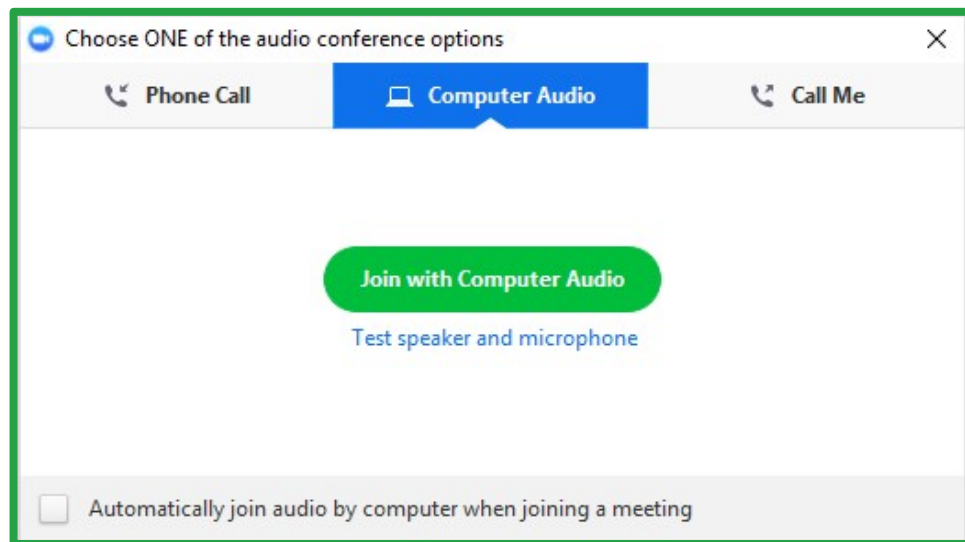 Choose ONE of the audio conference options
Phone Call
Computer Audio
Call Me
Join with Computer Audio
Test speaker and microphone
Automatically join audio by computer when joining a meeting